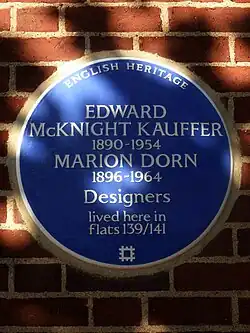 ENGLISH HERITAGE
EDWARD
McKNIGHT KAUFFER
1890-1954
MARION DORN
1896-1964
Designers
lived here in
flats 139/141